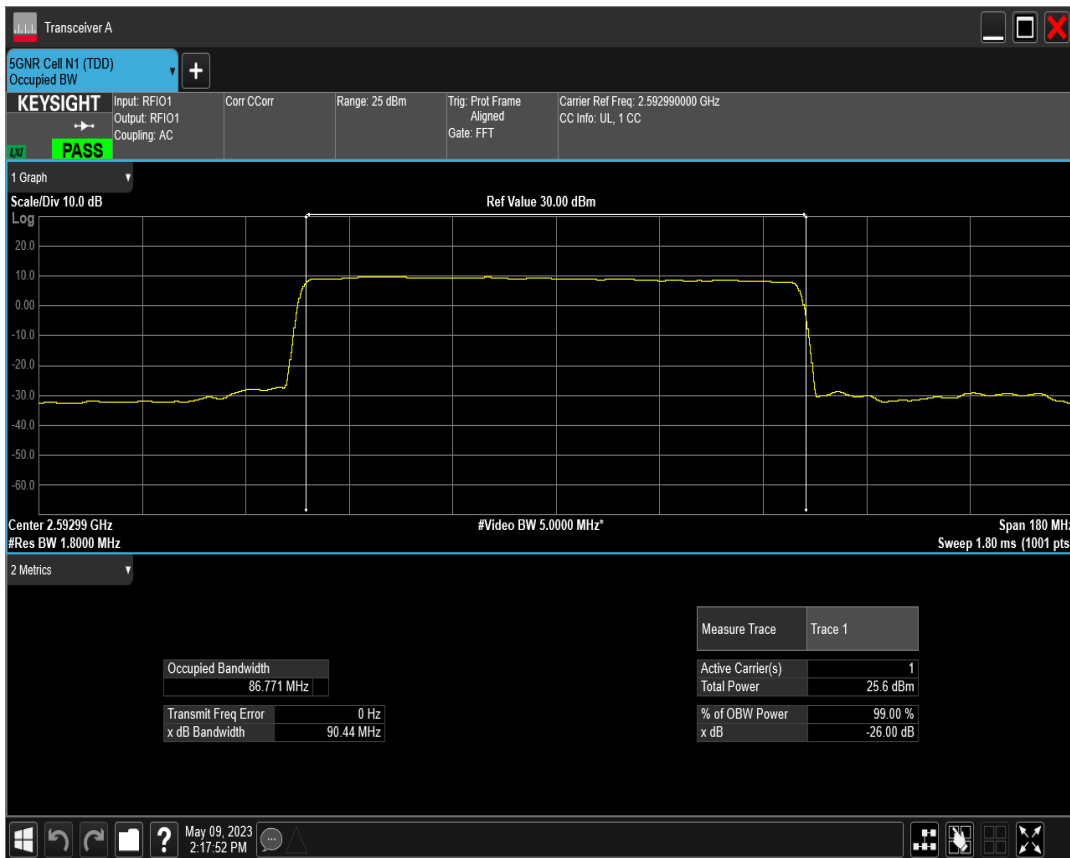 Transceiver A
5GNR Cell N1 (TDD)
Occupied BW
+
KEYSIGHT
LXI
PASS
Input: RFIO1
Output: RFIO1
Coupling: AC
Corr CCorr
Range: 25 dBm
Trig: Prot Frame
Aligned
Gate: FFT
Carrier Ref Freq: 2.592990000 GHz
CC Info: UL, 1 CC
1 Graph
Scale/Div 10.0 dB
Ref Value 30.00 dBm
Log
20.0
10.0
0.00
-10.0
-20.0
-30.0
-40.0
-50.0
-60.0
Center 2.59299 GHz
#Video BW 5.0000 MHz*
Span 180 MHz
#Res BW 1.8000 MHz
Sweep 1.80 ms (1001 pts
2 Metrics
Measure Trace Trace 1
Occupied Bandwidth
86.771 MHz
Active Carrier(s) 1
Total Power 25.6 dBm
Transmit Freq Error 0 Hz
x dB Bandwidth 90.44 MHz
% of OBW Power 99.00 %
x dB -26.00 dB
?
May 09, 2023
2:17:52 PM